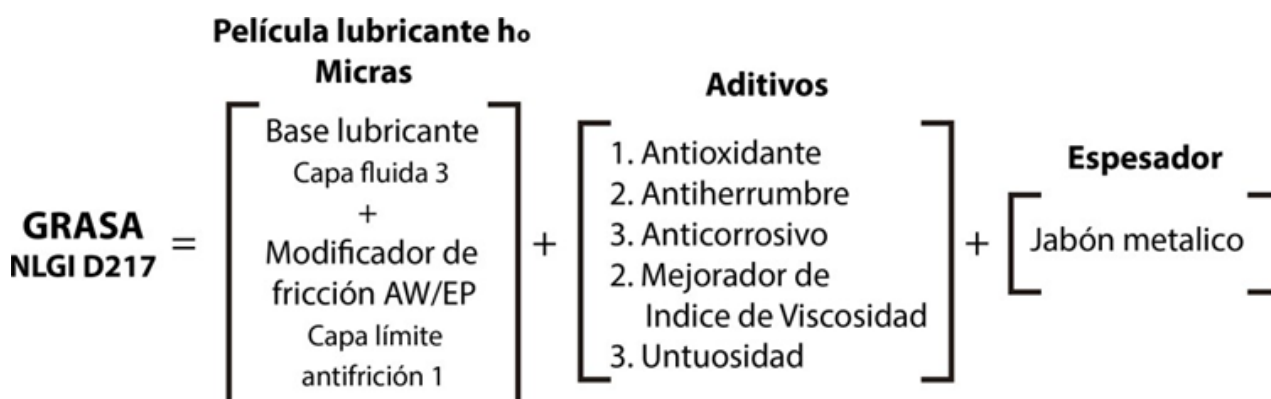 GRASA
NLGI D217
=
Película lubricante ho
Micras
Base lubricante
Capa fluida 3
+
Modificador de
fricción AW/EP
Capa límite
antifrición 1
+
Aditivos
1. Antioxidante
2. Antiherrumbre
3. Anticorrosivo
2. Mejorador de
Indice de Viscosidad
3. Untuosidad
+
Espesador
Jabón metalico